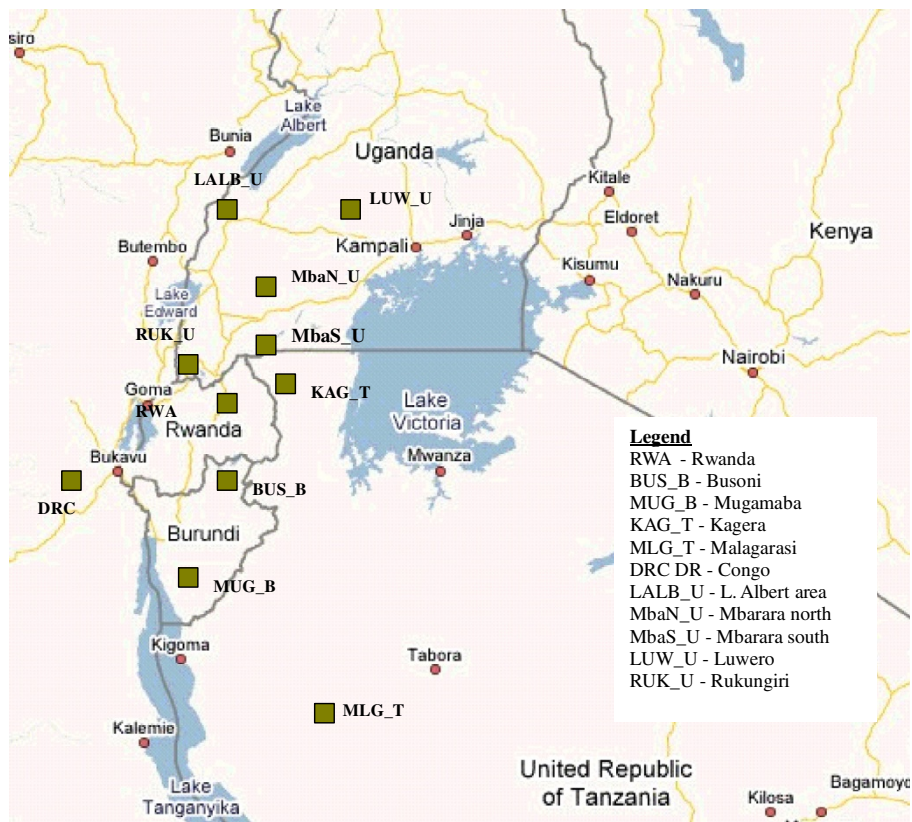 siro
Lake
Albert
Bunia
Uganda
LALB_U
LUW_U
Kitale
Jinja
Eldoret
Kampali
Kenya
Butembo
Kisumu
MbaN_U
Nakuru
Lake
Edward
RUK_U
MbaS_U
Nairobi
Goma
KAG_T
RWA
Rwanda
Lake
Victoria
Bukavu
Mwanza
DRC
BUS_B
Burundi
MUG_B
Kigoma
Tabora
MLG_T
Kalemie
Lake
Tanganyika
United Republic
of Tanzania
Bagamoyo
Kilosa
Legend
RWA - Rwanda
BUS_B - Busoni
MUG_B - Mugamaba
KAG_T - Kagera
MLG_T - Malagarasi
DRC DR - Congo
LALB_U - L. Albert area
MbaN_U - Mbarara north
MbaS_U - Mbarara south
LUW_U - Luwero
RUK_U - Rukungiri